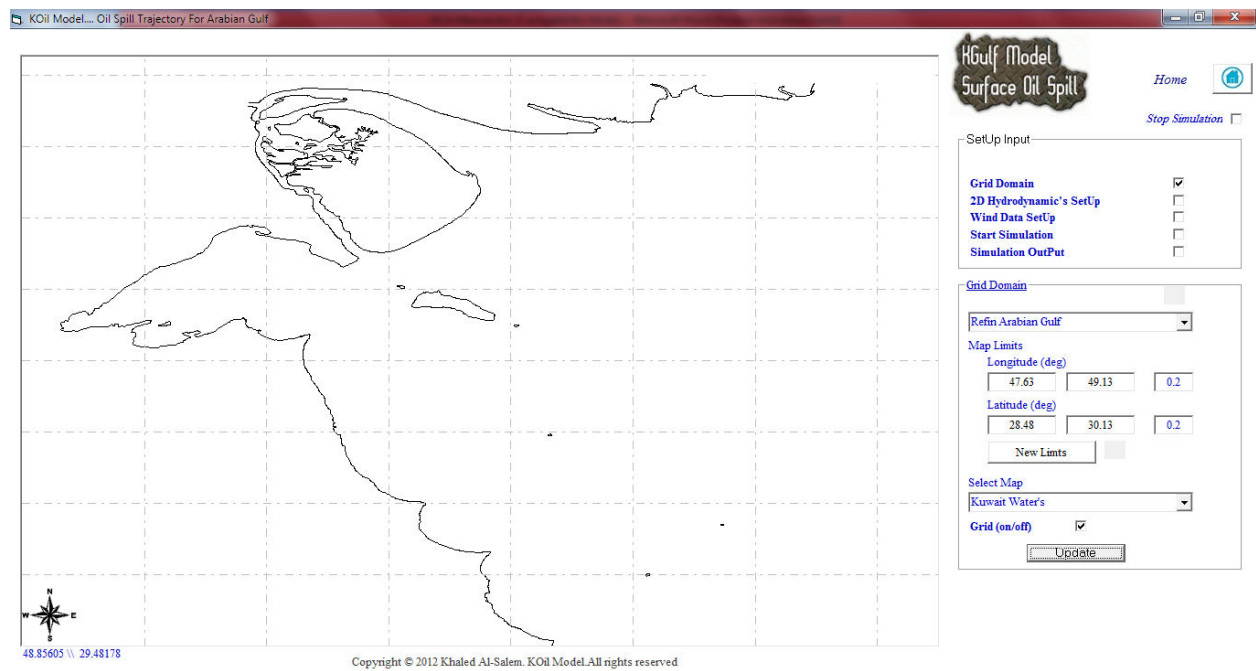 KOil Model.... Oil Spill Trajectory For Arabian Gulf
KGulf Model
Surface Oil Spill
Home
Stop Simulation
SetUp Input
Grid Domain
2D Hydrodynamic's SetUp
Wind Data SetUp
Start Simulation
Simulation OutPut
Grid Domain
Refin Arabian Gulf
Map Limits
Longitude (deg)
47.63 49.13 0.2
Latitude (deg)
28.48 30.13 0.2
New Limts
Select Map
Kuwait Water's
Grid (on/off)
Update
N
W E
S
48.85605 \\ 29.48178
Copyright © 2012 Khaled Al-Salem. KOil Model.All rights reserved